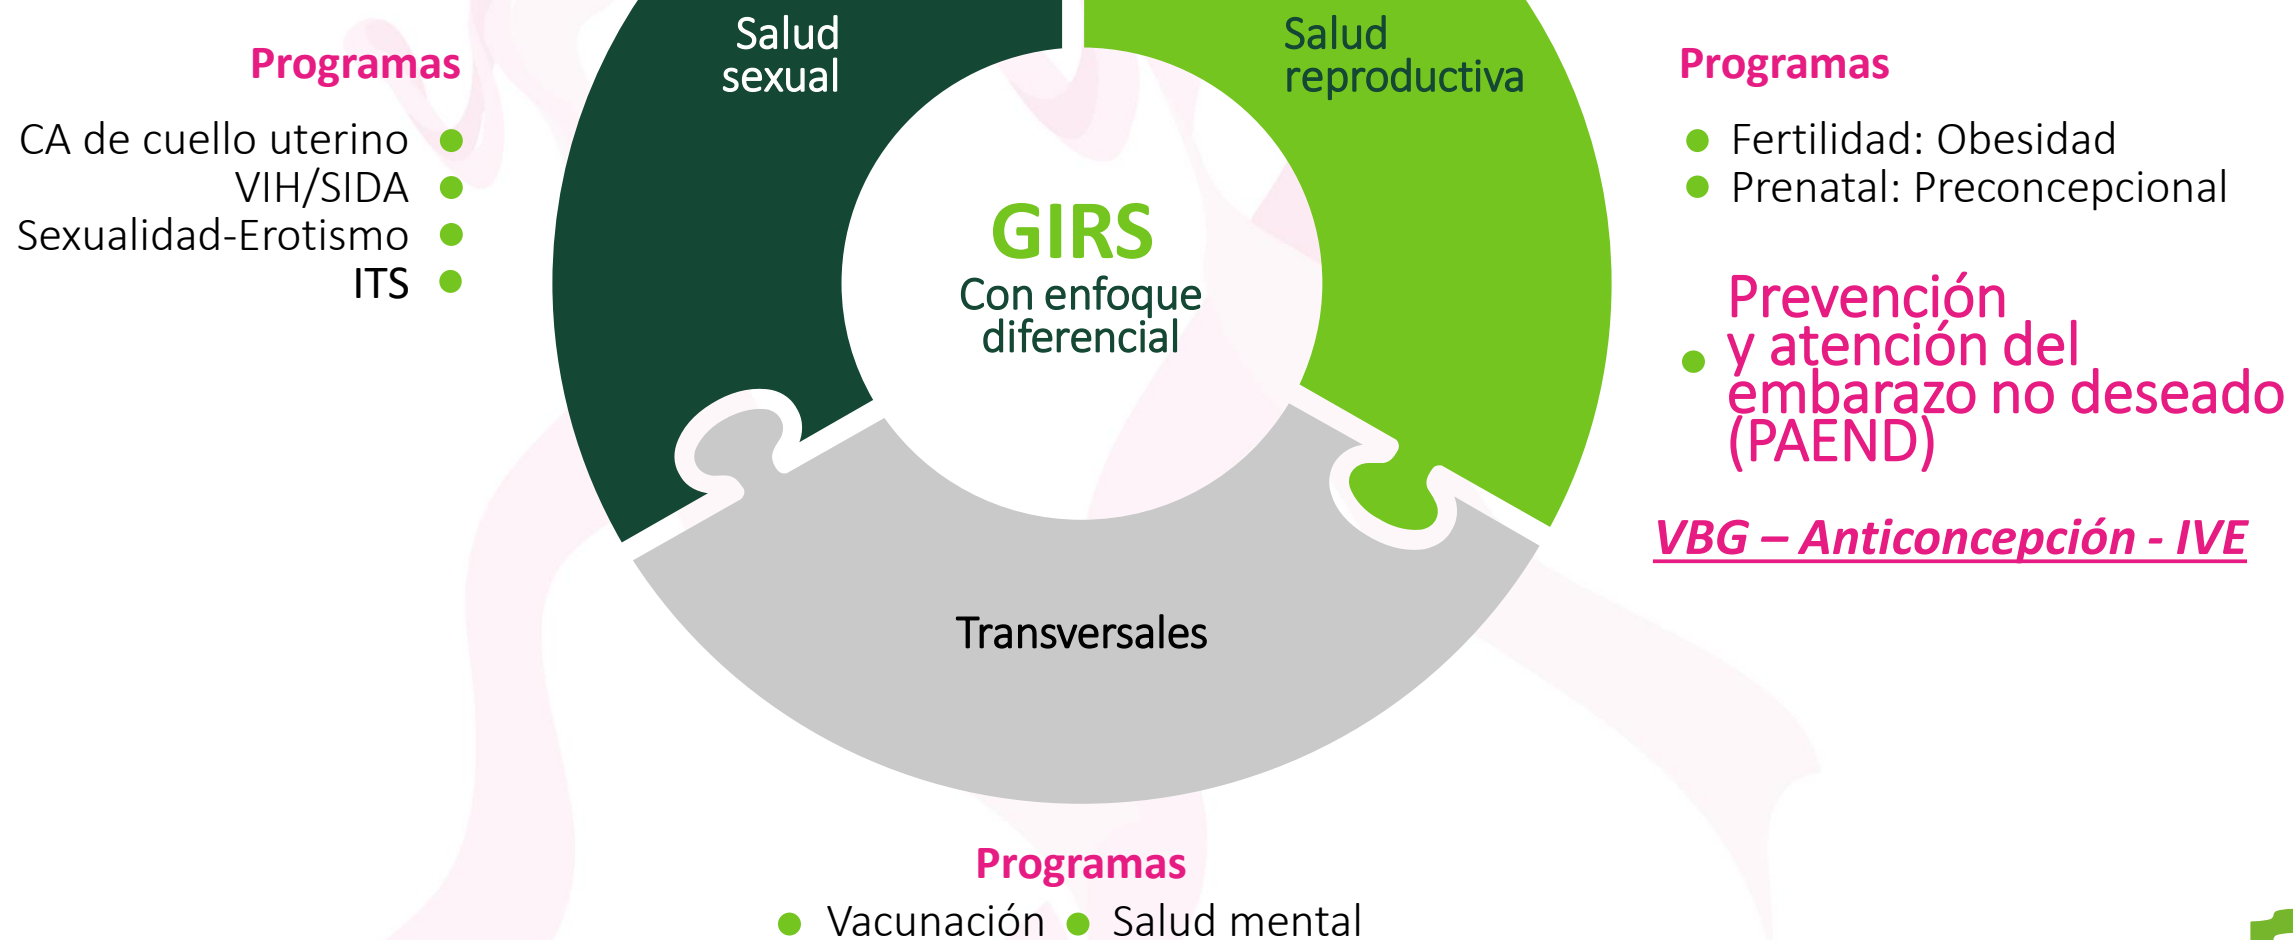 Salud
sexual
Salud
reproductiva
Programas
CA de cuello uterino
VIH/SIDA
Sexualidad-Erotismo
ITS
GIRS
Con enfoque
diferencial
Programas
Fertilidad: Obesidad
Prenatal: Preconcepcional
Prevención
y atención del
embarazo no deseado
(PAEND)
VBG – Anticoncepción - IVE
Transversales
Programas
Vacunación
Salud mental